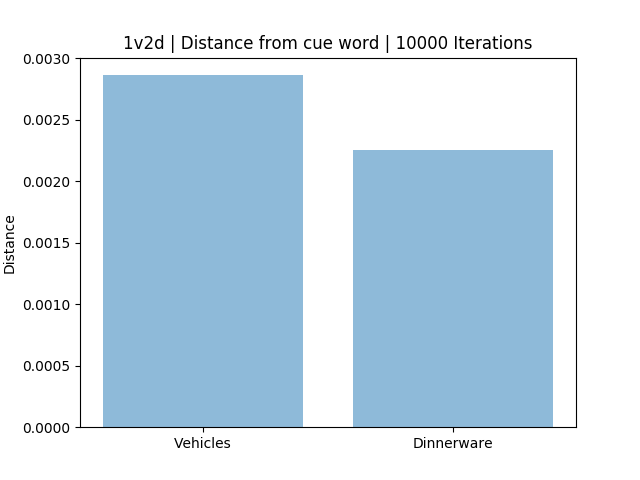 1v2d | Distance from cue word | 10000 Iterations
0.0030
0.0025
0.0020
0.0015
0.0010
0.0005
0.0000
Distance
Vehicles
Dinnerware